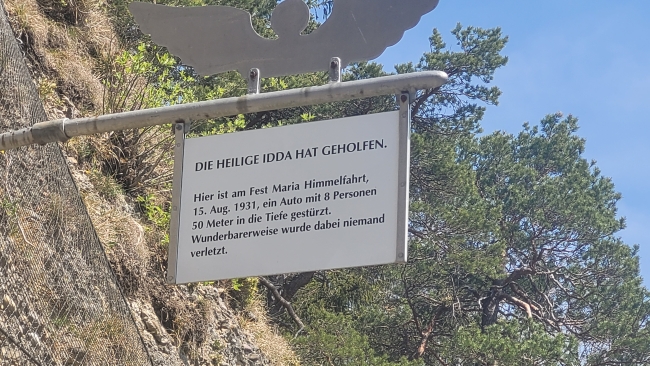 DIE HEILIGE IDDA HAT GEHOLFEN.
Hier ist am Fest Maria Himmelfahrt,
15. Aug. 1931, ein Auto mit 8 Personen
50 Meter in die Tiefe gestürzt.
Wunderbarerweise wurde dabei niemand
verletzt.